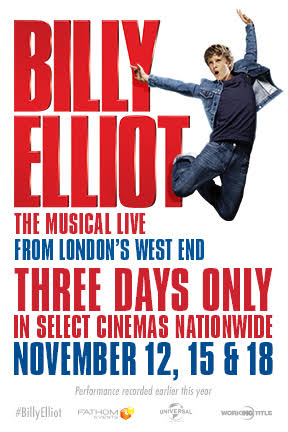 BILLY
ELLIOT
THE MUSICAL LIVE
FROM LONDON'S WEST END
THREE DAYS ONLY
IN SELECT CINEMAS NATIONWIDE
NOVEMBER 12, 15 & 18
Performance recorded earlier this year
#BillyElliot FATHOM EVENTS UNIVERSAL WORKING TITLE